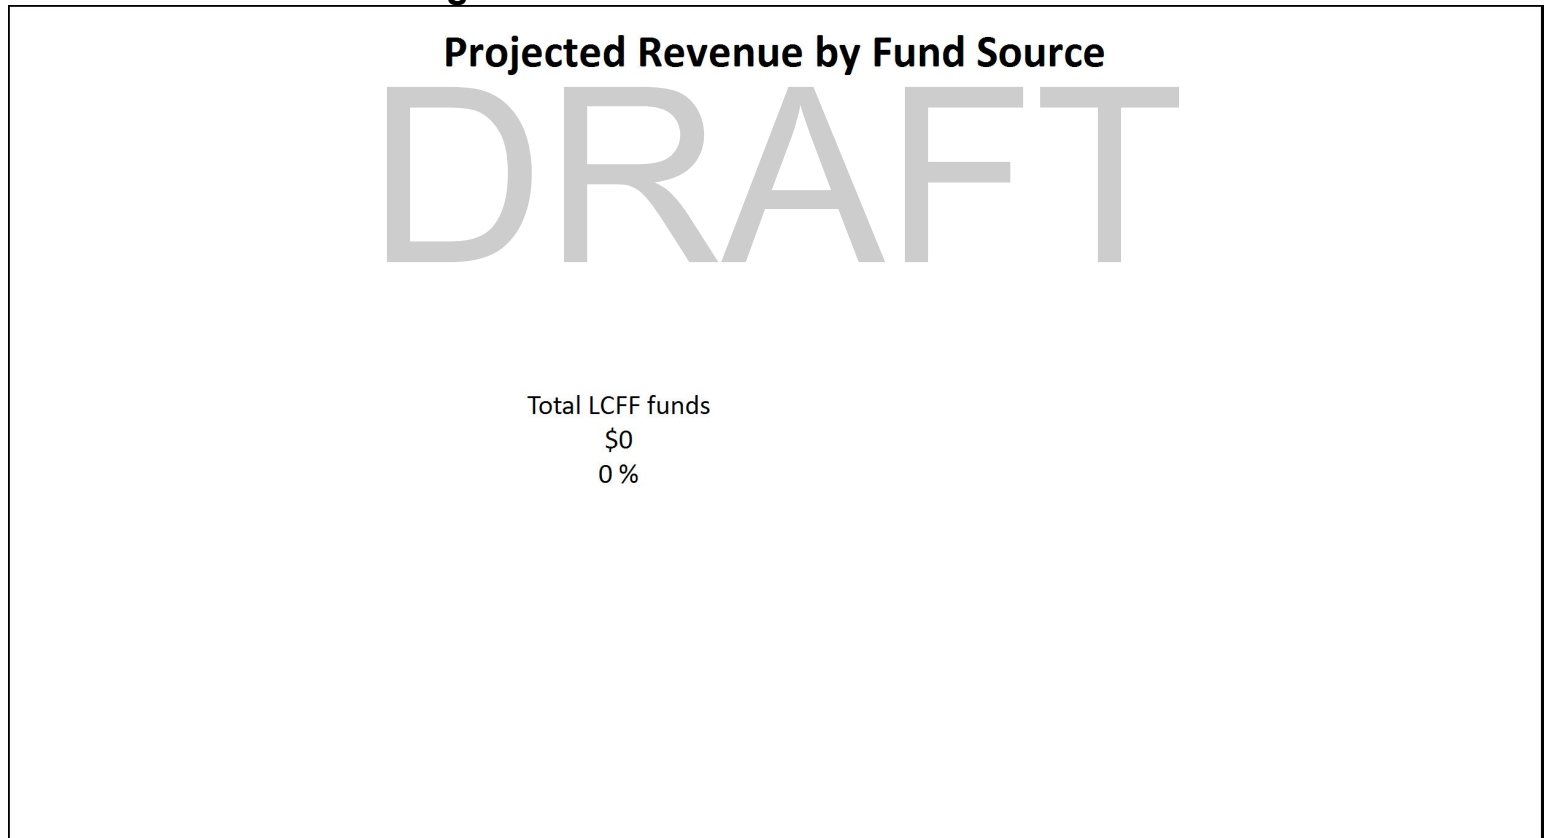 Projected Revenue by Fund Source
DRAFT
Total LCFF funds
$0
0 %